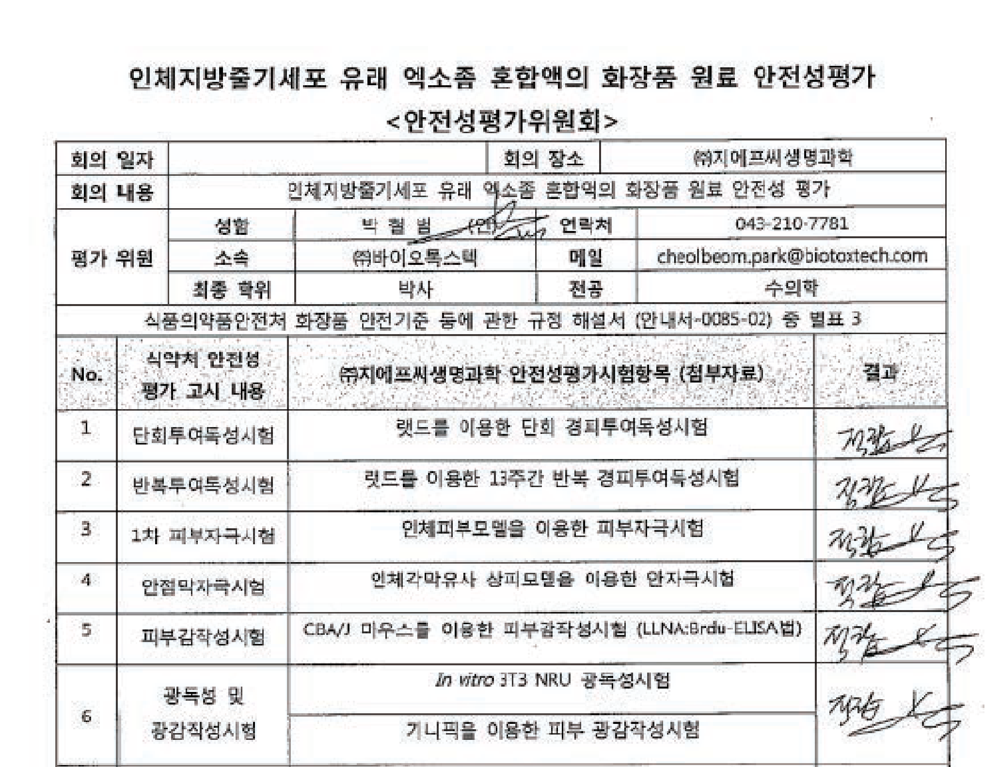 인체지방줄기세포 유래 엑소좀 혼합액의 화장품 원료 안전성평가
<안전성평가위원회>
회의 일자 회의 장소 ㈜지에프씨생명과학
회의 내용 인체지방줄기세포 유래 엑소좀 혼합액의 화장품 원료 안전성 평가
평가 위원
성함 박 철 범 (인) 연락처 043-210-7781
소속 ㈜바이오톡스텍 메일 cheolbeom.park@biotoxtech.com
최종 학위 박사 전공 수의학
식품의약품안전처 화장품 안전기준 등에 관한 규정 해설서 (안내서-0085-02) 중 별표 3
No. 식약처 안전성 평가 고시 내용 ㈜지에프씨생명과학 안전성평가시험항목 (첨부자료) 결과
1 단회투여독성시험 랫드를 이용한 단회 경피투여독성시험 적합
2 반복투여독성시험 랫드를 이용한 13주간 반복 경피투여독성시험 적합
3 1차 피부자극시험 인체피부모델을 이용한 피부자극시험 적합
4 안점막자극시험 인체각막유사 상피모델을 이용한 안자극시험 적합
5 피부감작성시험 CBA/J 마우스를 이용한 피부감작성시험 (LLNA:Brdu-ELISA법) 적합
6 광독성 및 광감작성시험 In vitro 3T3 NRU 광독성시험 적합
기니픽을 이용한 피부 광감작성시험